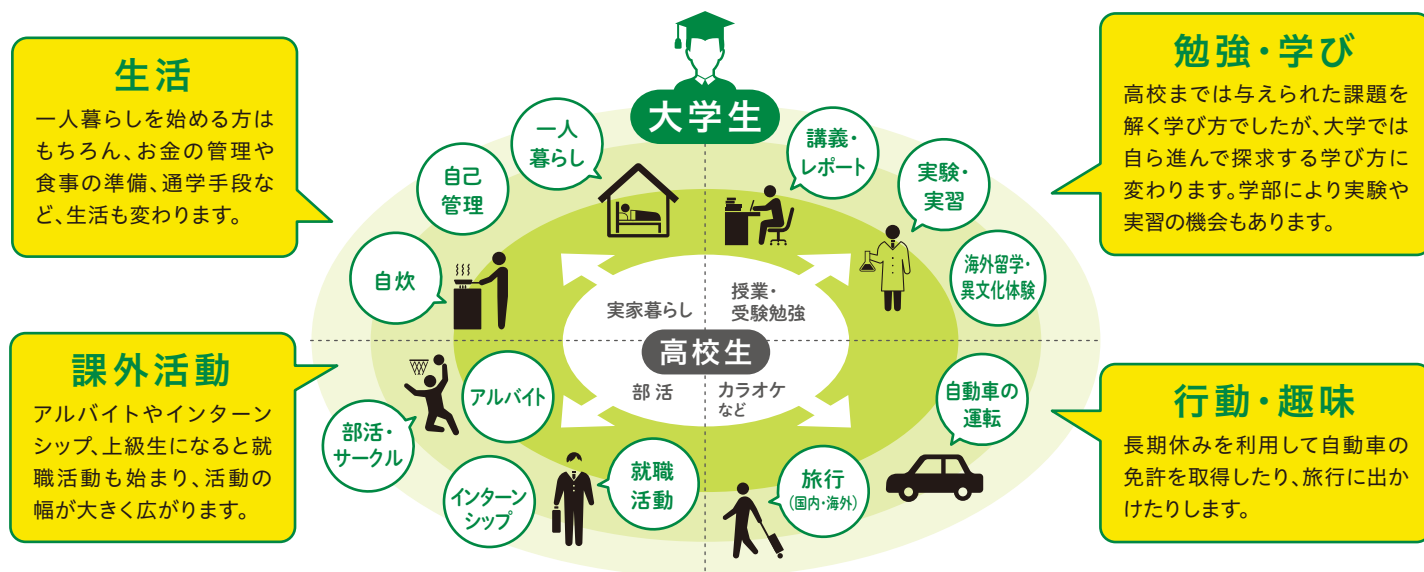 大学生
生活
一人暮らしを始める方は
もちろん、お金の管理や
食事の準備、通学手段な
ど、生活も変わります。
勉強・学び
高校までは与えられた課題を
解く学び方でしたが、大学では
自ら進んで探求する学び方に
変わります。学部により実験や
実習の機会もあります。
一人
暮らし
自己
管理
自炊
講義・
レポート
実験・
実習
海外留学・
異文化体験
実家暮らし
授業・
受験勉強
高校生
部活
カラオケ
など
課外活動
アルバイトやインターン
シップ、上級生になると就
職活動も始まり、活動の
幅が大きく広がります。
アルバイト
部活・
サークル
インターン
シップ
就職
活動
旅行
(国内・海外)
自動車の
運転
行動・趣味
長期休みを利用して自動車の
免許を取得したり、旅行に出か
けたりします。